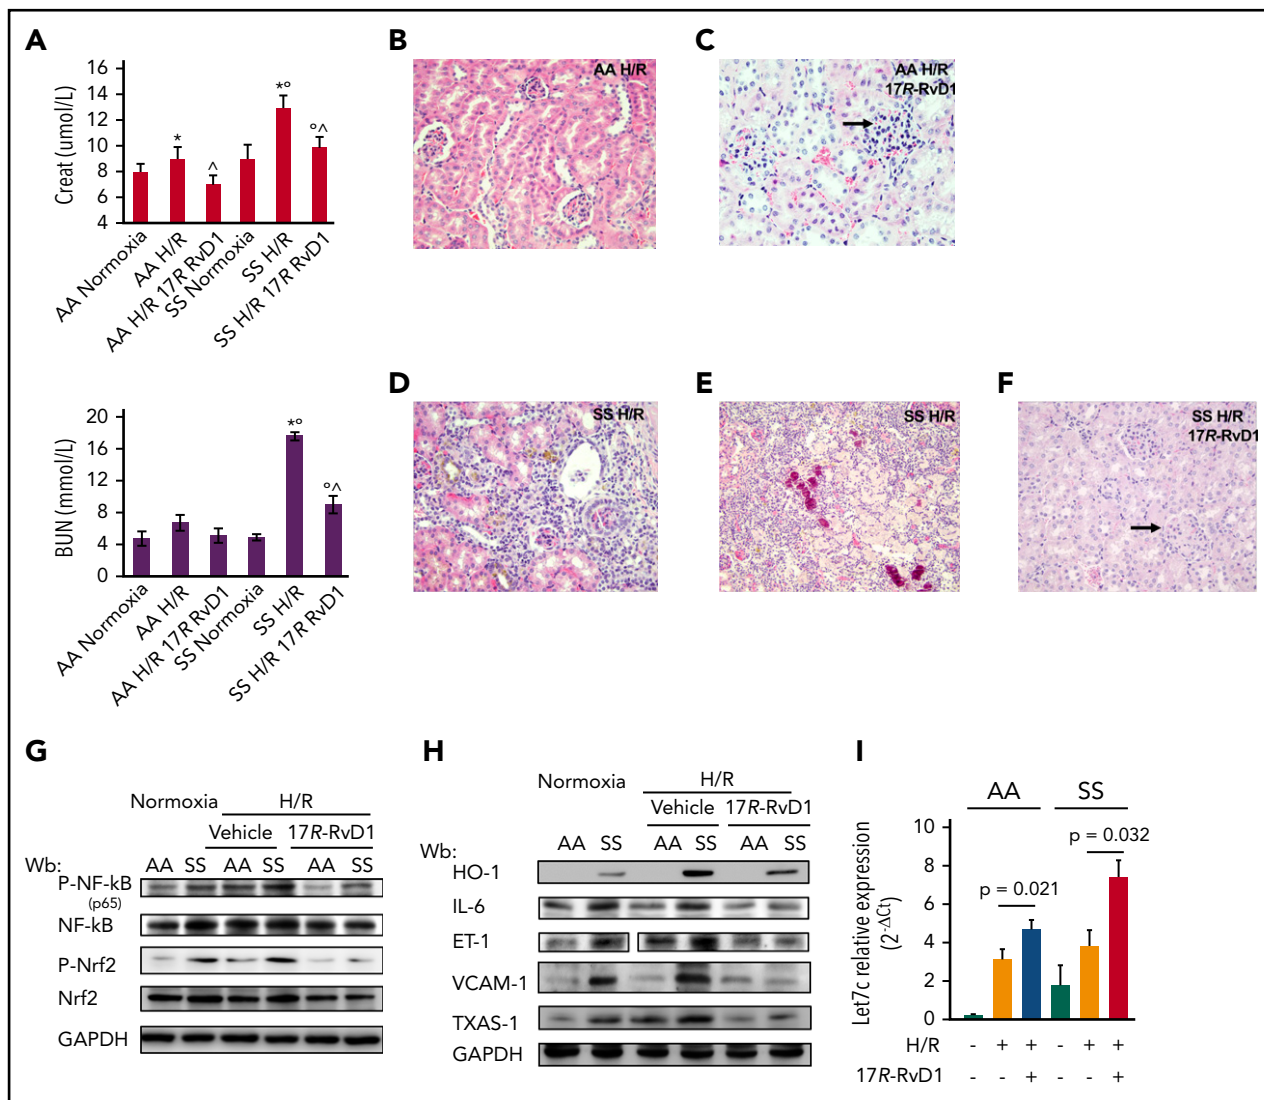 A
Creat (umol/L)
16
14
12
10
8
6
4
*
^
*°
°^
AA Normoxia
AA H/R
AA H/R 17R RvD1
SS Normoxia
SS H/R
SS H/R 17R RvD1
BUN (mmol/L)
20
16
12
8
4
0
*°
°^
AA Normoxia
AA H/R
AA H/R 17R RvD1
SS Normoxia
SS H/R
SS H/R 17R RvD1
B
AA H/R
C
AA H/R
17R-RvD1
D
SS H/R
E
SS H/R
F
SS H/R
17R-RvD1
G
Normoxia H/R
Vehicle 17R-RvD1
Wb: AA SS AA SS AA SS
P-NF-kB
(p65)
NF-kB
P-Nrf2
Nrf2
GAPDH
H
Normoxia H/R
Vehicle 17R-RvD1
Wb: AA SS AA SS AA SS
HO-1
IL-6
ET-1
VCAM-1
TXAS-1
GAPDH
I
AA SS
Let7c relative expression
(2^-ΔCt)
10
8
6
4
2
0
p = 0.021
p = 0.032
H/R - + + - + +
17R-RvD1 - - + - - +